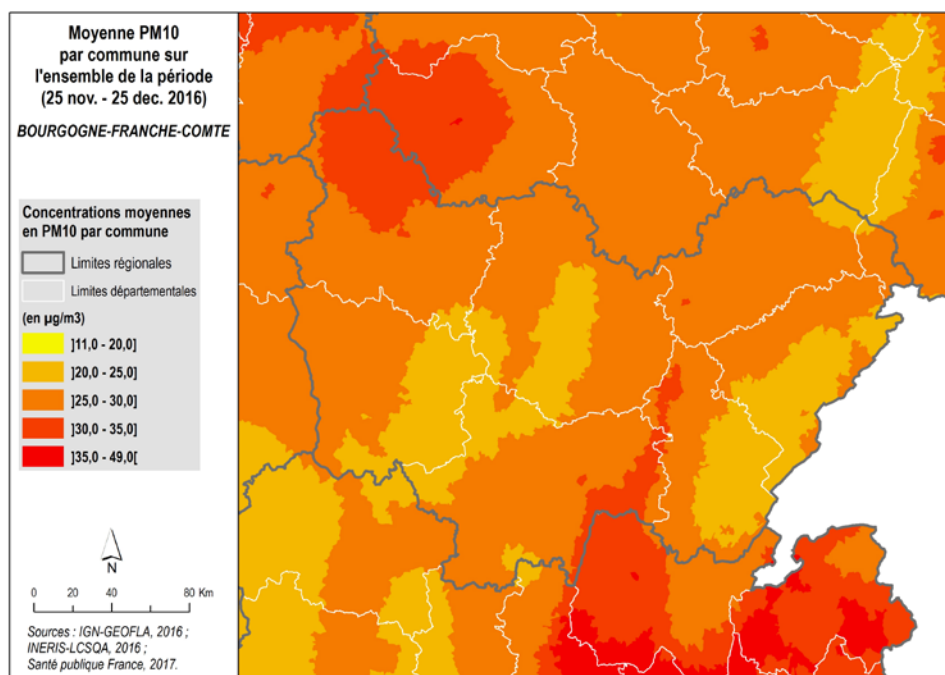 Moyenne PM10
par commune sur
l'ensemble de la période
(25 nov. - 25 dec. 2016)
BOURGOGNE-FRANCHE-COMTE
Concentrations moyennes
en PM10 par commune
Limites régionales
Limites départementales
(en µg/m3)
]11,0 - 20,0]
]20,0 - 25,0]
]25,0 - 30,0]
]30,0 - 35,0]
]35,0 - 49,0[
N
0 20 40 80 Km
Sources : IGN-GEOFLA, 2016 ;
INERIS-LCSQA, 2016 ;
Santé publique France, 2017.